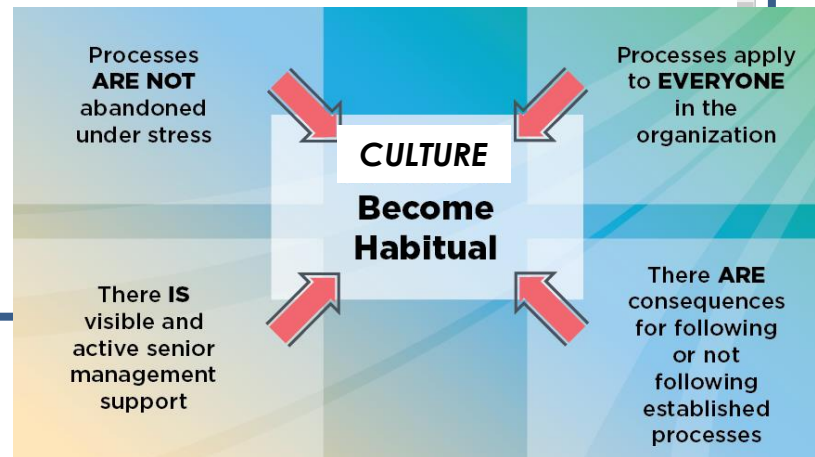 Processes
ARE NOT
abandoned
under stress
Processes apply
to EVERYONE
in the
organization
CULTURE
Become
Habitual
There IS
visible and
active senior
management
support
There ARE
consequences
for following
or not
following
established
processes